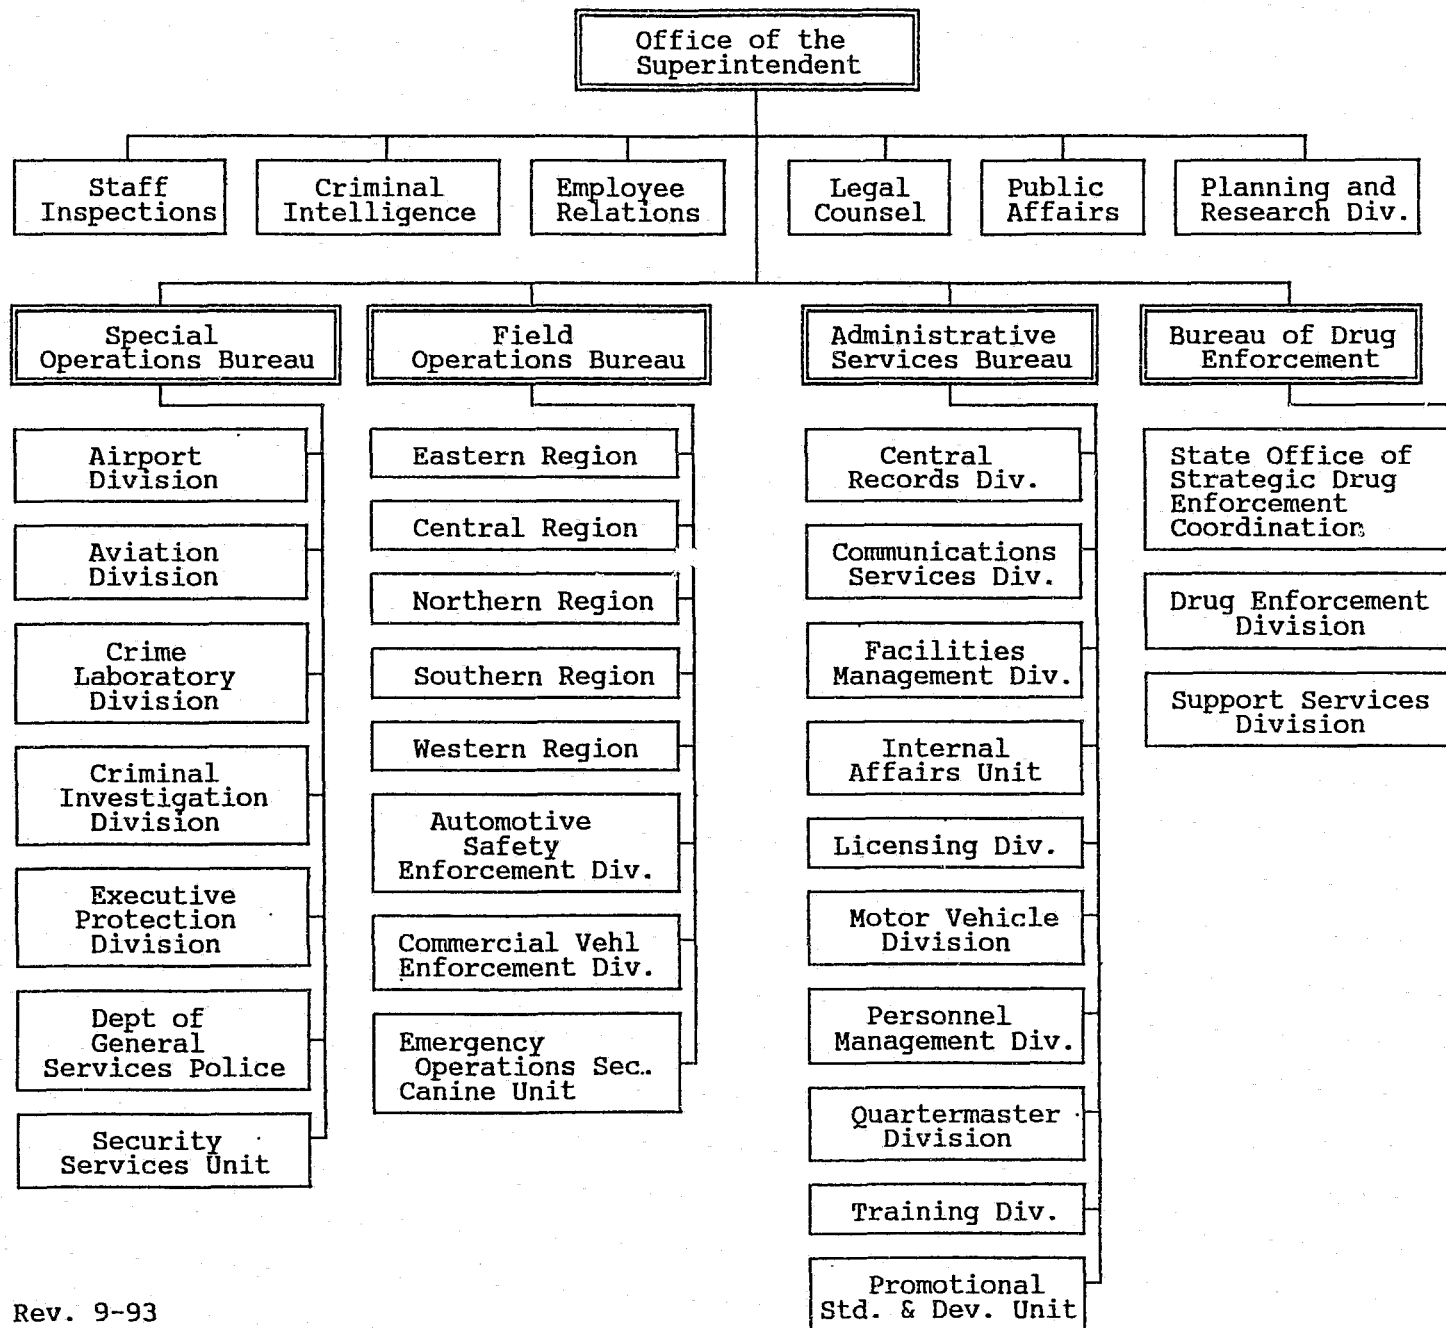 Office of the
Superintendent
Staff
Inspections
Criminal
Intelligence
Employee
Relations
Legal
Counsel
Public
Affairs
Planning and
Research Div.
Special
Operations Bureau
Field
Operations Bureau
Administrative
Services Bureau
Bureau of Drug
Enforcement
Airport
Division
Aviation
Division
Crime
Laboratory
Division
Criminal
Investigation
Division
Executive
Protection
Division
Dept of
General
Services Police
Security
Services Unit
Eastern Region
Central Region
Northern Region
Southern Region
Western Region
Automotive
Safety
Enforcement Div.
Commercial Vehl
Enforcement Div.
Emergency
Operations Sec.
Canine Unit
Central
Records Div.
Communications
Services Div.
Facilities
Management Div.
Internal
Affairs Unit
Licensing Div.
Motor Vehicle
Division
Personnel
Management Div.
Quartermaster
Division
Training Div.
Promotional
Std. & Dev. Unit
State Office of
Strategic Drug
Enforcement
Coordination
Drug Enforcement
Division
Support Services
Division
Rev. 9-93